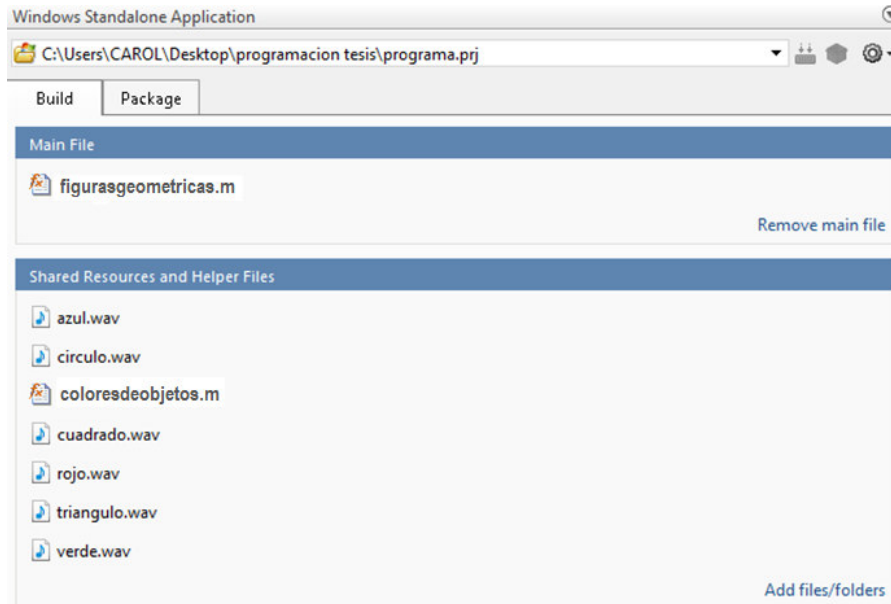 Windows Standalone Application
C:\Users\CAROL\Desktop\programacion tesis\programa.prj
Build Package
Main File
figurasgeometricas.m
Remove main file
Shared Resources and Helper Files
azul.wav
circulo.wav
coloresdeobjetos.m
cuadrado.wav
rojo.wav
triangulo.wav
verde.wav
Add files/folders